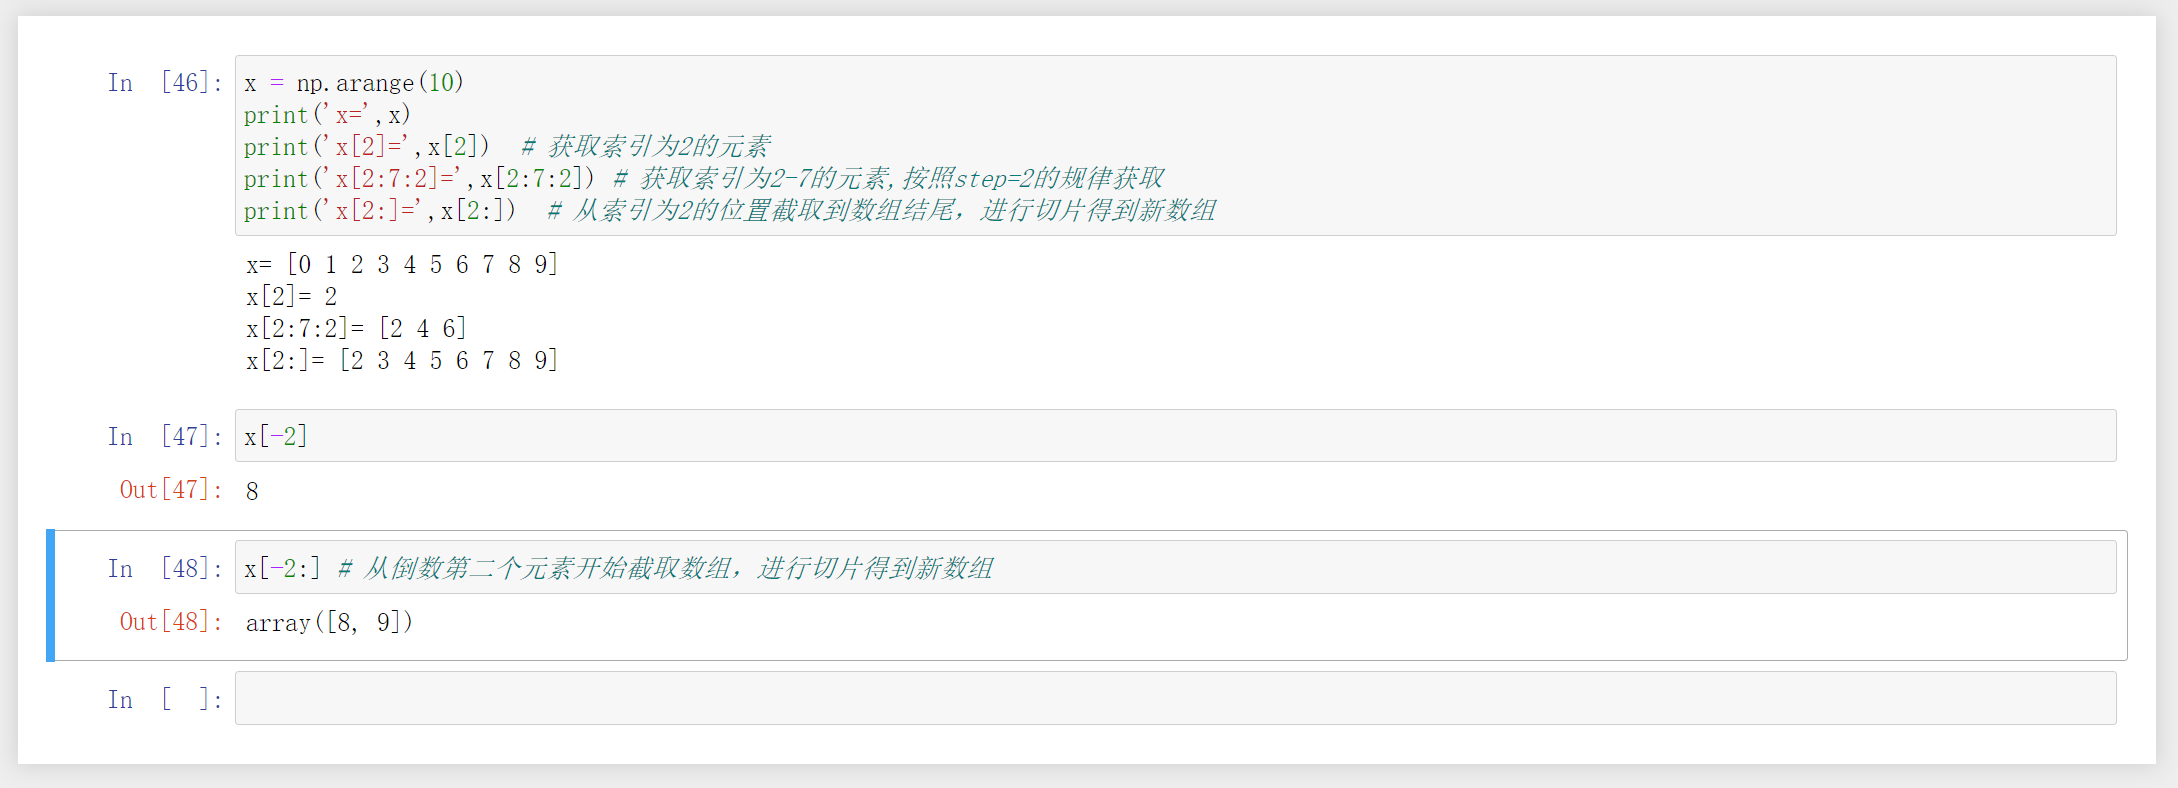 In [46]: x = np.arange(10)
print('x=',x)
print('x[2]=',x[2])  # 获取索引为2的元素
print('x[2:7:2]=',x[2:7:2]) # 获取索引为2-7的元素,按照step=2的规律获取
print('x[2:]=',x[2:])  # 从索引为2的位置截取到数组结尾，进行切片得到新数组
x= [0 1 2 3 4 5 6 7 8 9]
x[2]= 2
x[2:7:2]= [2 4 6]
x[2:]= [2 3 4 5 6 7 8 9]
In [47]: x[-2]
Out[47]: 8
In [48]: x[-2:] # 从倒数第二个元素开始截取数组，进行切片得到新数组
Out[48]: array([8, 9])
In [ ]: